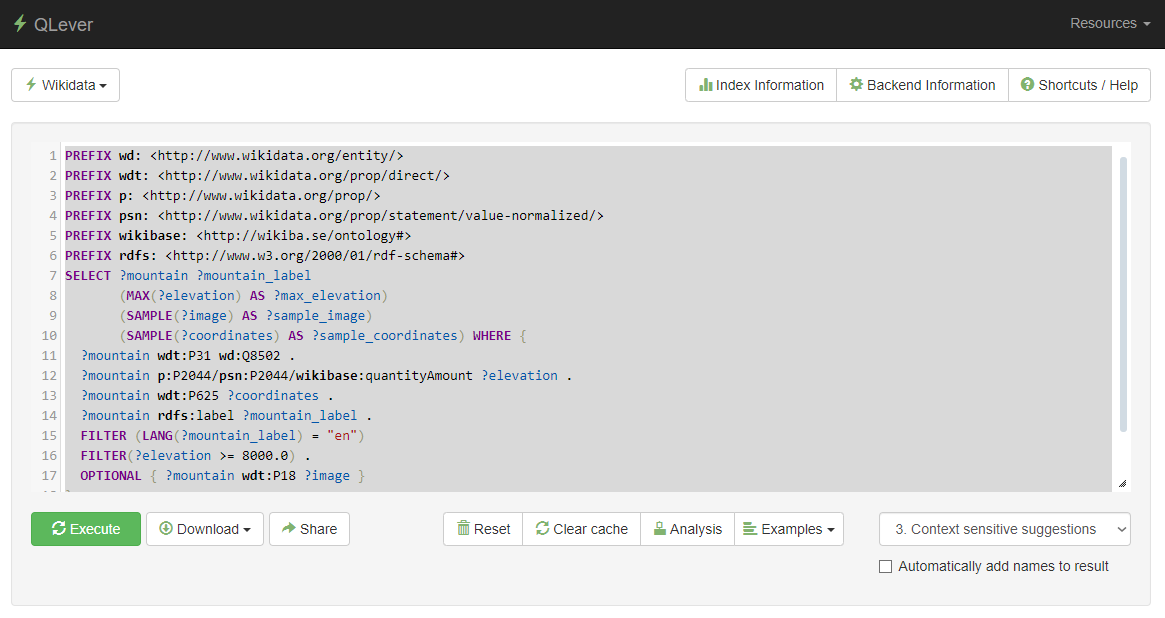 QLever
Resources
Wikidata
Index Information
Backend Information
Shortcuts / Help
1 PREFIX wd: <http://www.wikidata.org/entity/>
2 PREFIX wdt: <http://www.wikidata.org/prop/direct/>
3 PREFIX p: <http://www.wikidata.org/prop/>
4 PREFIX psn: <http://www.wikidata.org/prop/statement/value-normalized/>
5 PREFIX wikibase: <http://wikiba.se/ontology#>
6 PREFIX rdfs: <http://www.w3.org/2000/01/rdf-schema#>
7 SELECT ?mountain ?mountain_label
8 (MAX(?elevation) AS ?max_elevation)
9 (SAMPLE(?image) AS ?sample_image)
10 (SAMPLE(?coordinates) AS ?sample_coordinates) WHERE {
11 ?mountain wdt:P31 wd:Q8502 .
12 ?mountain p:P2044/psn:P2044/wikibase:quantityAmount ?elevation .
13 ?mountain wdt:P625 ?coordinates .
14 ?mountain rdfs:label ?mountain_label .
15 FILTER (LANG(?mountain_label) = "en")
16 FILTER(?elevation >= 8000.0) .
17 OPTIONAL { ?mountain wdt:P18 ?image }
Execute
Download
Share
Reset
Clear cache
Analysis
Examples
3. Context sensitive suggestions
Automatically add names to result